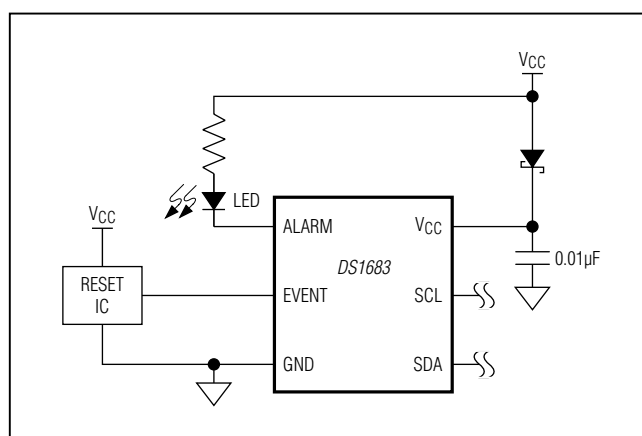 VCC
LED
VCC
ALARM
VCC
DS1683
0.01µF
RESET
IC
EVENT
SCL
GND
SDA